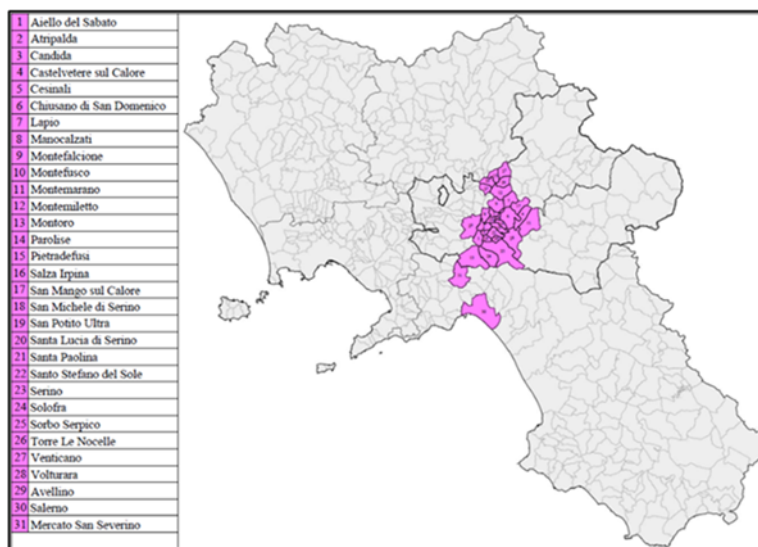 1 Aiello del Sabato
2 Atripalda
3 Candida
4 Castelvetere sul Calore
5 Cesinali
6 Chiusano di San Domenico
7 Lapio
8 Manocalzati
9 Montefalcione
10 Montefusco
11 Montemarano
12 Montemiletto
13 Montoro
14 Parolise
15 Pietradefusi
16 Salza Irpina
17 San Mango sul Calore
18 San Michele di Serino
19 San Potito Ultra
20 Santa Lucia di Serino
21 Santa Paolina
22 Santo Stefano del Sole
23 Serino
24 Solofra
25 Sorbo Serpico
26 Torre Le Nocelle
27 Venticano
28 Volturara
29 Avellino
30 Salerno
31 Mercato San Severino